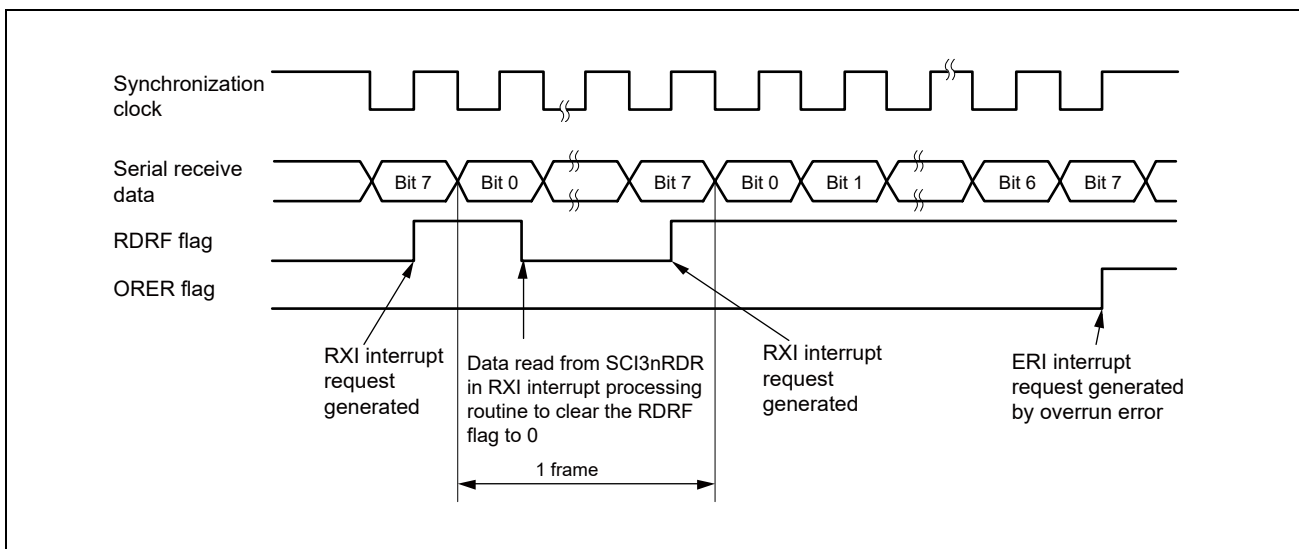 Synchronization
clock
Serial receive
data
Bit 7 Bit 0 Bit 7 Bit 0 Bit 1 Bit 6 Bit 7
RDRF flag
ORER flag
RXI interrupt
request
generated
Data read from SCI3nRDR
in RXI interrupt processing
routine to clear the RDRF
flag to 0
RXI interrupt
request
generated
ERI interrupt
request generated
by overrun error
1 frame